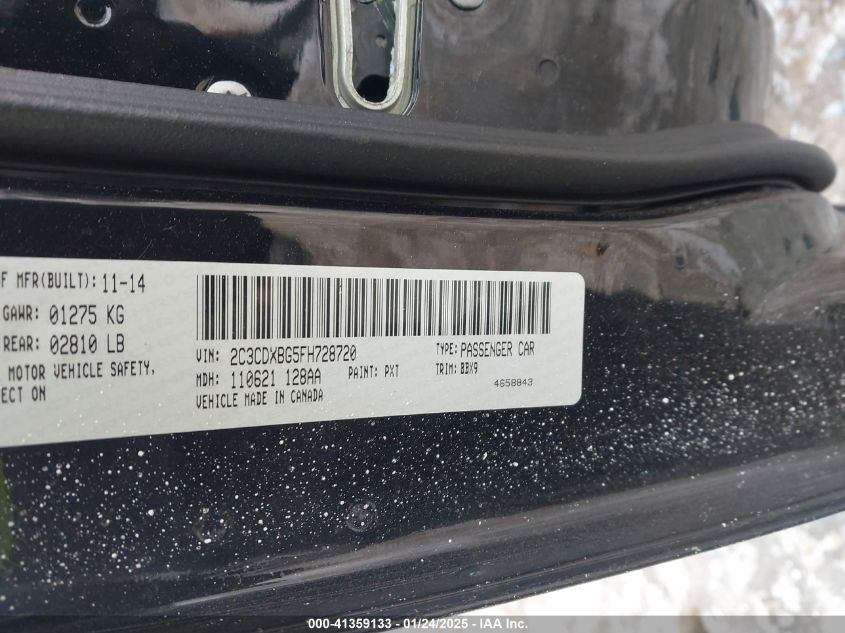 F MFR(BUILT): 11-14
GAWR: 01275 KG
REAR: 02810 LB
MOTOR VEHICLE SAFETY,
ECT ON
VIN: 2C3CDXBG5FH728720
TYPE: PASSENGER CAR
MDH: 110621 128AA
PAINT: PXT
TRIM: BBX9
VEHICLE MADE IN CANADA
4658843
000-41359133 - 01/24/2025 - IAA Inc.